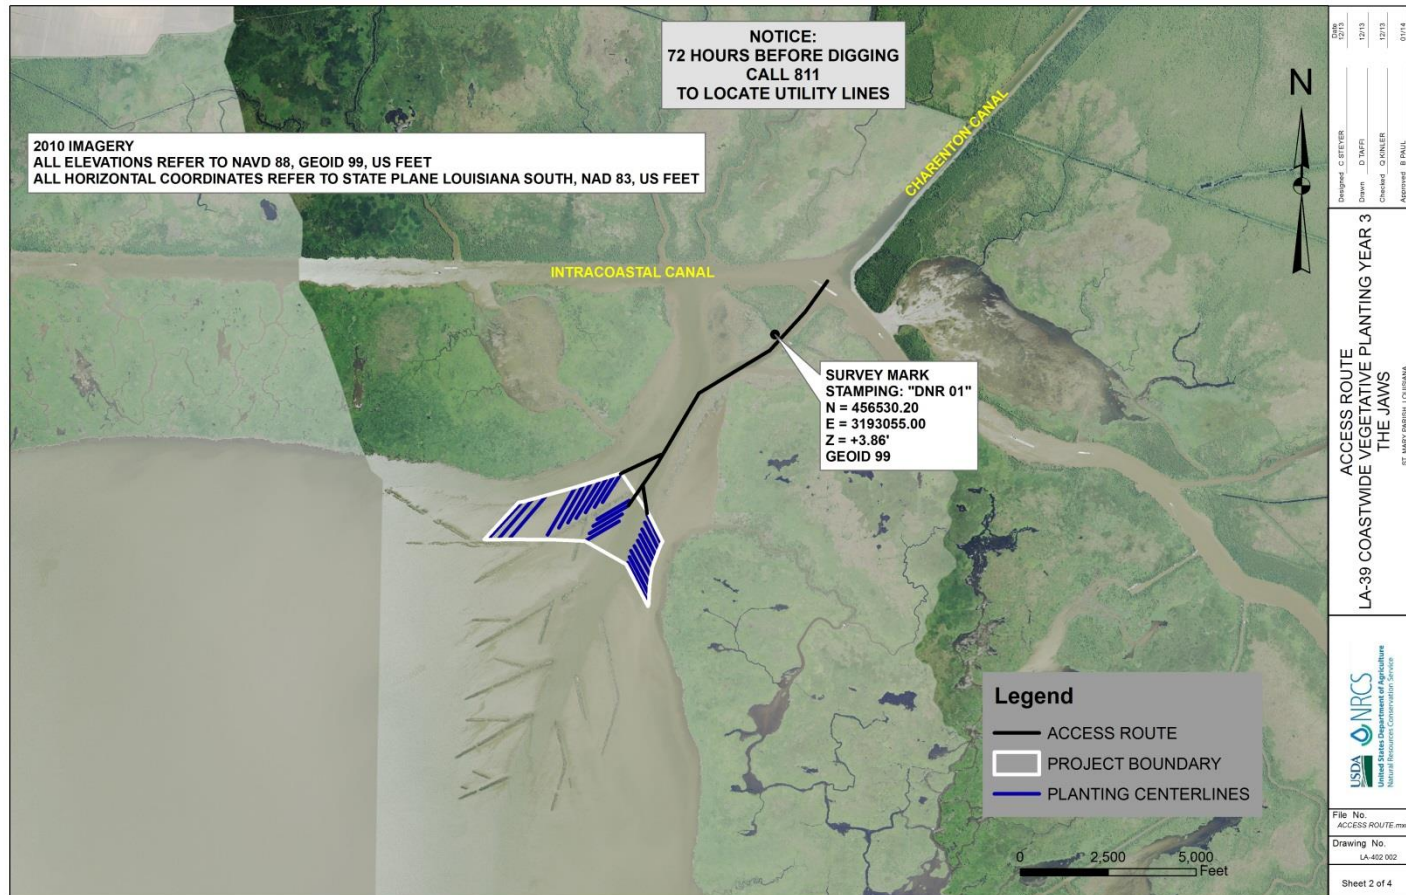 NOTICE:
72 HOURS BEFORE DIGGING
CALL 811
TO LOCATE UTILITY LINES
2010 IMAGERY
ALL ELEVATIONS REFER TO NAVD 88, GEOID 99, US FEET
ALL HORIZONTAL COORDINATES REFER TO STATE PLANE LOUISIANA SOUTH, NAD 83, US FEET
N
CHARENTON CANAL
INTRACOASTAL CANAL
SURVEY MARK
STAMPING: "DNR 01"
N = 456530.20
E = 3193055.00
Z = +3.86'
GEOID 99
Legend
ACCESS ROUTE
PROJECT BOUNDARY
PLANTING CENTERLINES
0 2,500 5,000
Feet
Date
Designed C STEYER 12/13
Drawn D TAFFI 12/13
Checked Q KINLER 12/13
Approved B PAUL 01/14
ACCESS ROUTE
LA-39 COASTWIDE VEGETATIVE PLANTING YEAR 3
THE JAWS
ST. MARY PARISH, LOUISIANA
USDA NRCS
United States Department of Agriculture
Natural Resources Conservation Service
File No.
ACCESS ROUTE.mx
Drawing No.
LA-402 002
Sheet 2 of 4